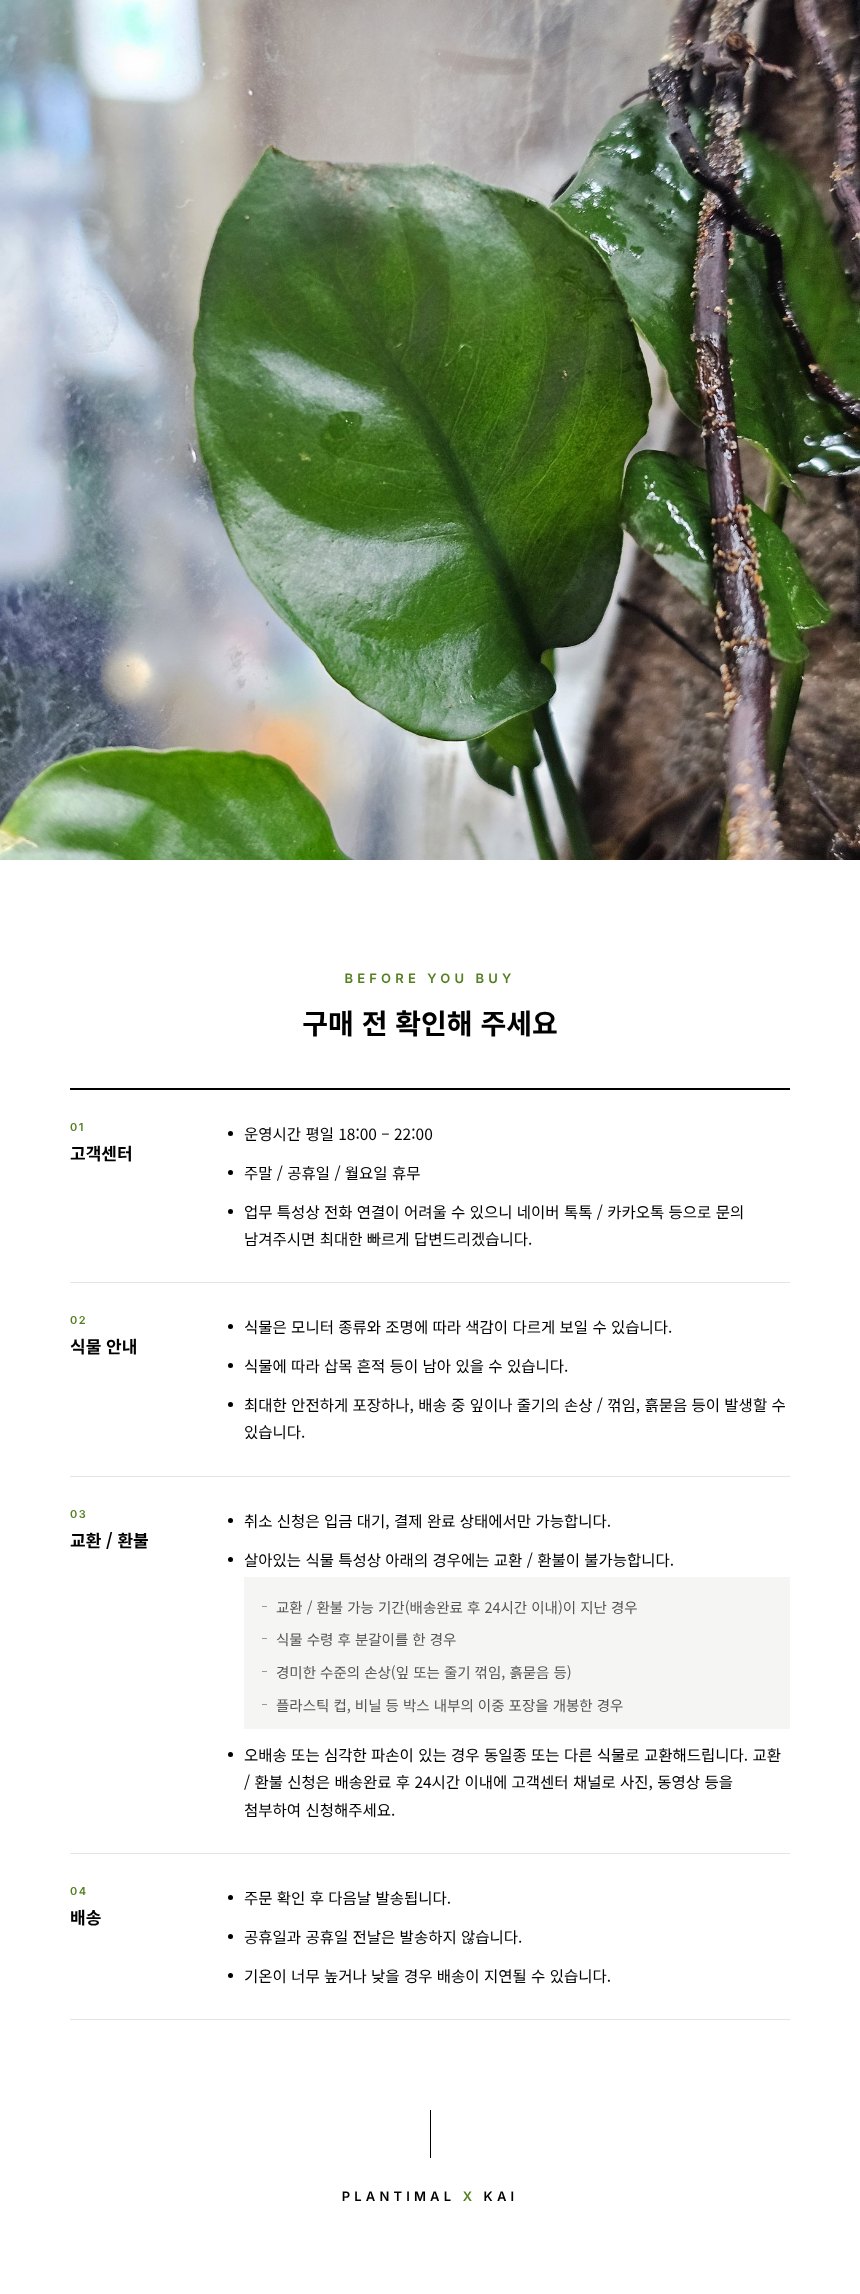 BEFORE YOU BUY
구매 전 확인해 주세요
01
고객센터
운영시간 평일 18:00 – 22:00
주말 / 공휴일 / 월요일 휴무
업무 특성상 전화 연결이 어려울 수 있으니 네이버 톡톡 / 카카오톡 등으로 문의
남겨주시면 최대한 빠르게 답변드리겠습니다.
02
식물 안내
식물은 모니터 종류와 조명에 따라 색감이 다르게 보일 수 있습니다.
식물에 따라 삽목 흔적 등이 남아 있을 수 있습니다.
최대한 안전하게 포장하나, 배송 중 잎이나 줄기의 손상 / 꺾임, 흙묻음 등이 발생할 수
있습니다.
03
교환 / 환불
취소 신청은 입금 대기, 결제 완료 상태에서만 가능합니다.
살아있는 식물 특성상 아래의 경우에는 교환 / 환불이 불가능합니다.
- 교환 / 환불 가능 기간(배송완료 후 24시간 이내)이 지난 경우
- 식물 수령 후 분갈이를 한 경우
- 경미한 수준의 손상(잎 또는 줄기 꺾임, 흙묻음 등)
- 플라스틱 컵, 비닐 등 박스 내부의 이중 포장을 개봉한 경우
오배송 또는 심각한 파손이 있는 경우 동일종 또는 다른 식물로 교환해드립니다. 교환
/ 환불 신청은 배송완료 후 24시간 이내에 고객센터 채널로 사진, 동영상 등을
첨부하여 신청해주세요.
04
배송
주문 확인 후 다음날 발송됩니다.
공휴일과 공휴일 전날은 발송하지 않습니다.
기온이 너무 높거나 낮을 경우 배송이 지연될 수 있습니다.
PLANTIMAL X KAI